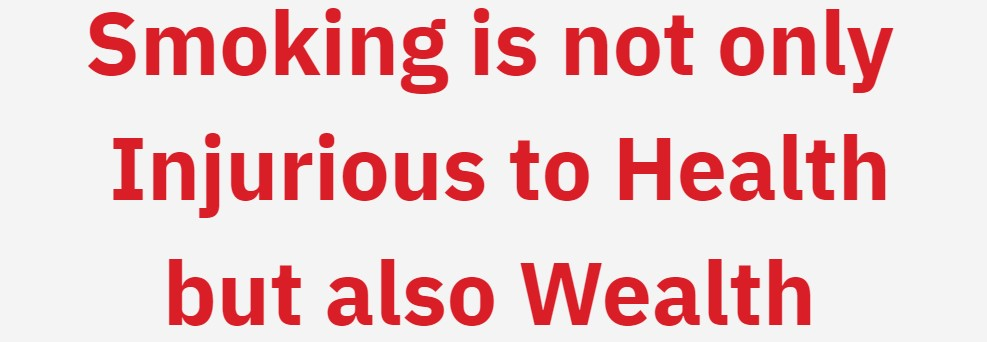 Smoking is not only
Injurious to Health
but also Wealth